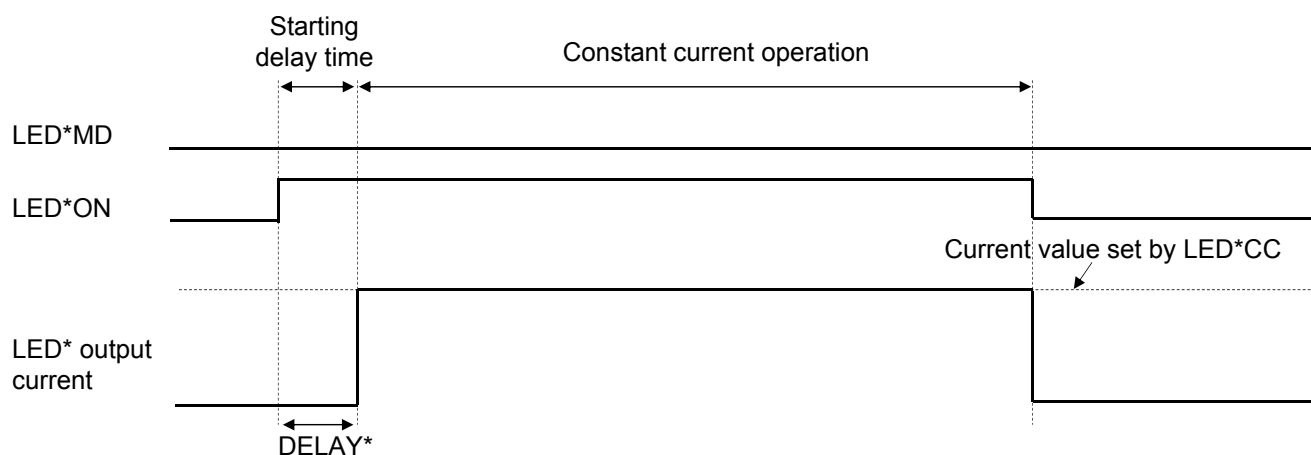 Starting
delay time
Constant current operation
LED*MD
LED*ON
Current value set by LED*CC
LED* output
current
DELAY*